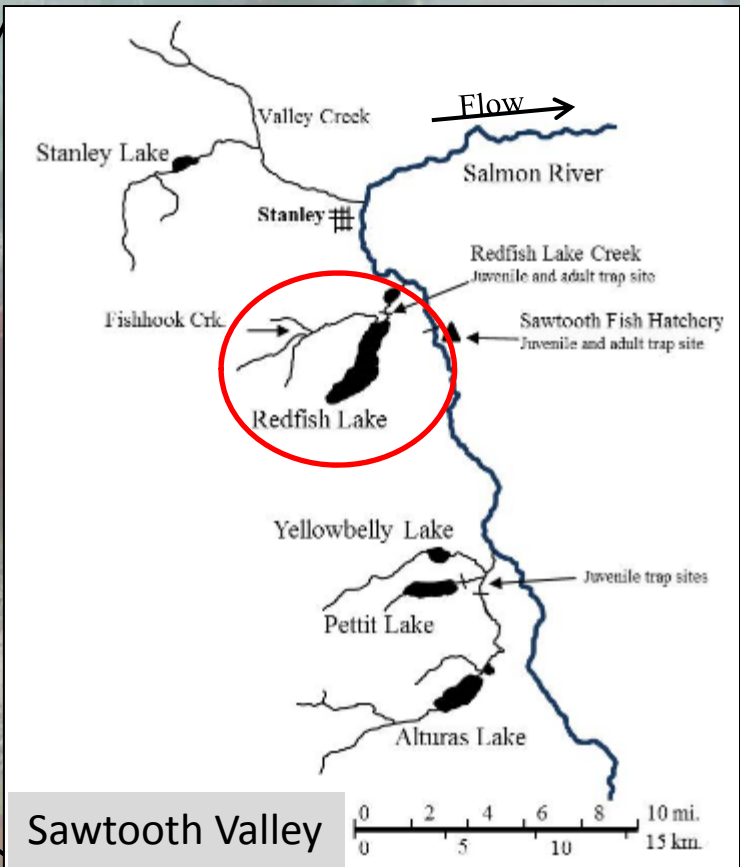 Flow
Valley Creek
Stanley Lake
Salmon River
Stanley
Redfish Lake Creek
Juvenile and adult trap site
Fishhook Crk.
Sawtooth Fish Hatchery
Juvenile and adult trap site
Redfish Lake
Yellowbelly Lake
Juvenile trap sites
Pettit Lake
Alturas Lake
Sawtooth Valley
0 2 4 6 8 10 mi.
0 5 10 15 km.